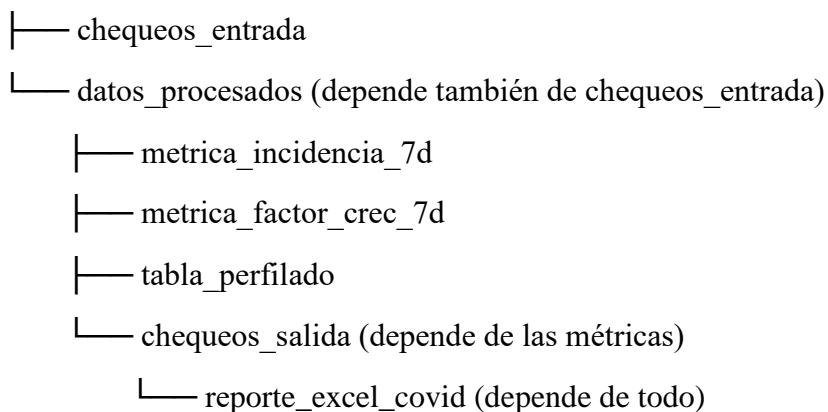 ├── chequeos_entrada
└── datos_procesados (depende también de chequeos_entrada)
├── metrica_incidencia_7d
├── metrica_factor_crec_7d
├── tabla_perfilado
└── chequeos_salida (depende de las métricas)
└── reporte_excel_covid (depende de todo)